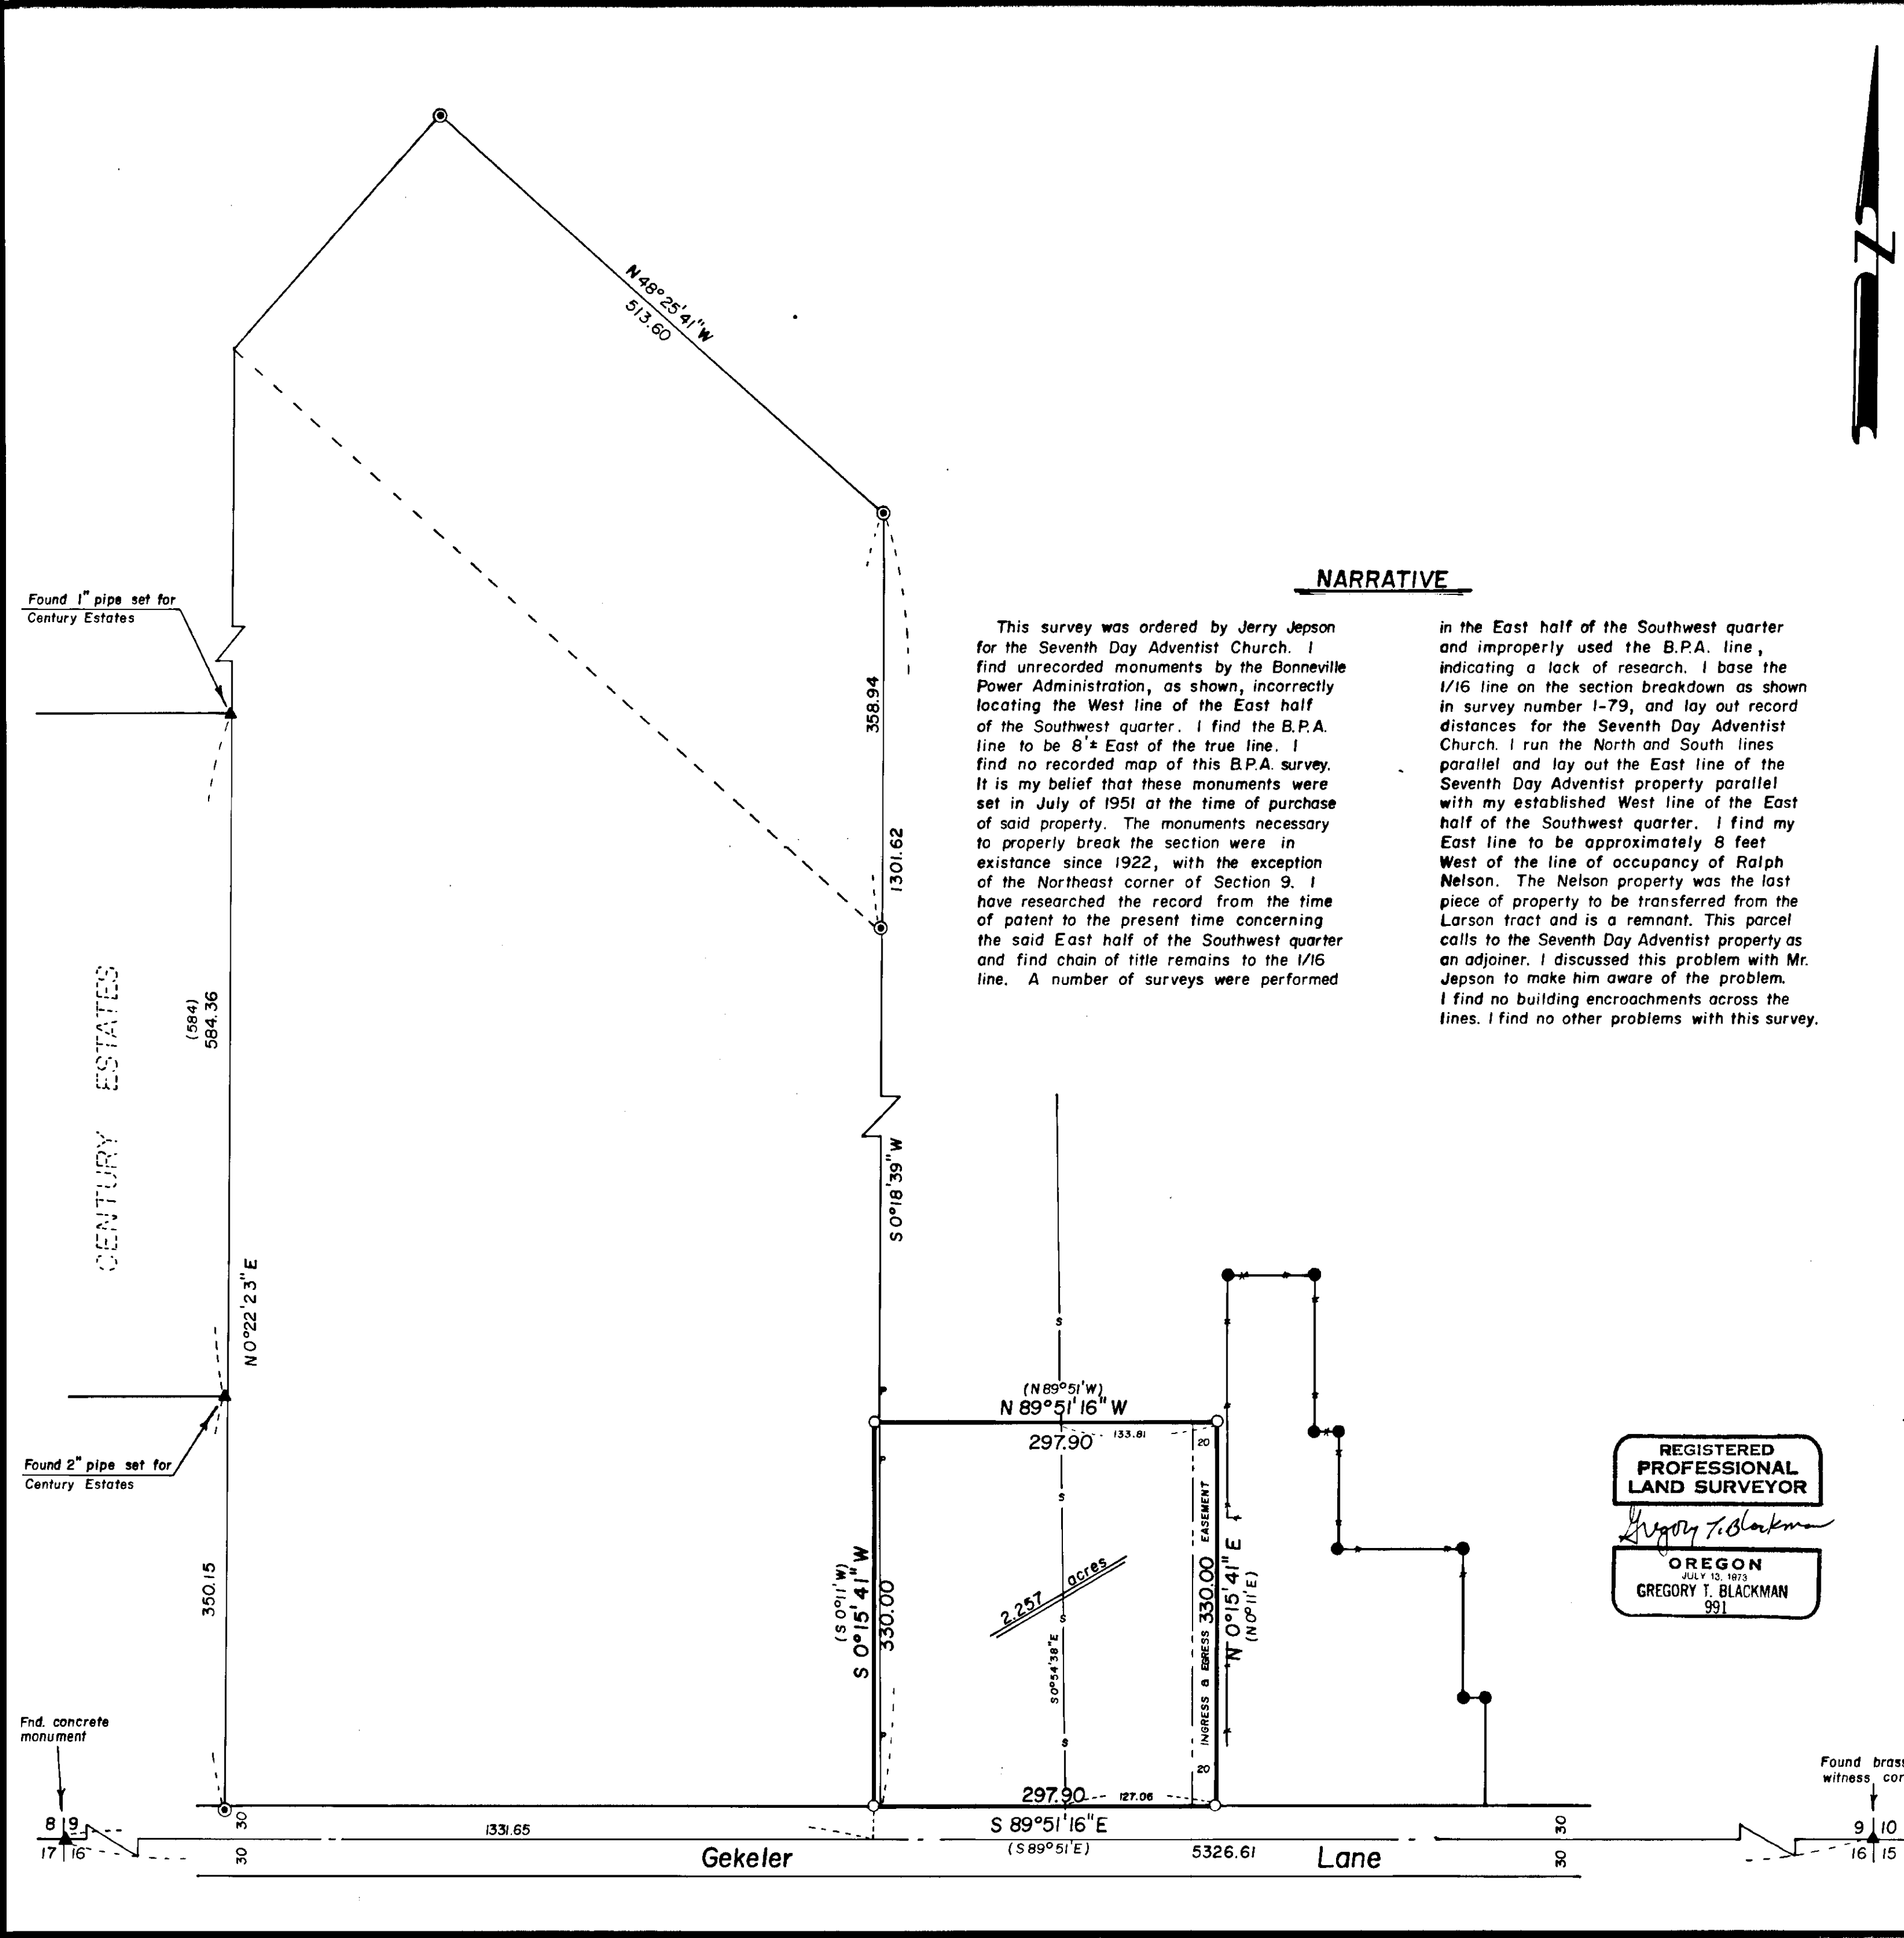 N 48° 25' 41" W
513.60
Found 1" pipe set for
Century Estates
358.94
1301.62
NARRATIVE
This survey was ordered by Jerry Jepson
for the Seventh Day Adventist Church. I
find unrecorded monuments by the Bonneville
Power Administration, as shown, incorrectly
locating the West line of the East half
of the Southwest quarter. I find the B.P.A.
line to be 8'± East of the true line. I
find no recorded map of this B.P.A. survey.
It is my belief that these monuments were
set in July of 1951 at the time of purchase
of said property. The monuments necessary
to properly break the section were in
existance since 1922, with the exception
of the Northeast corner of Section 9. I
have researched the record from the time
of patent to the present time concerning
the said East half of the Southwest quarter
and find chain of title remains to the 1/16
line. A number of surveys were performed
in the East half of the Southwest quarter
and improperly used the B.P.A. line,
indicating a lack of research. I base the
1/16 line on the section breakdown as shown
in survey number 1-79, and lay out record
distances for the Seventh Day Adventist
Church. I run the North and South lines
parallel and lay out the East line of the
Seventh Day Adventist property parallel
with my established West line of the East
half of the Southwest quarter. I find my
East line to be approximately 8 feet
West of the line of occupancy of Ralph
Nelson. The Nelson property was the last
piece of property to be transferred from the
Larson tract and is a remnant. This parcel
calls to the Seventh Day Adventist property as
an adjoiner. I discussed this problem with Mr.
Jepson to make him aware of the problem.
I find no building encroachments across the
lines. I find no other problems with this survey.
CENTURY ESTATES
(584)
584.36
N 0° 22' 23" E
S 0° 18' 39" W
Found 2" pipe set for
Century Estates
350.15
(N 89° 51' W)
N 89° 51' 16" W
297.90
133.81
20
(S 0° 11' W)
S 0° 15' 41" W
330.00
2.257 acres
S
S
S
S
S 0° 54' 38" E
INGRESS & EGRESS EASEMENT
330.00
N 0° 15' 41" E
(N 0° 11' E)
20
297.90
127.06
S 89° 51' 16" E
(S 89° 51' E)
REGISTERED
PROFESSIONAL
LAND SURVEYOR
Gregory T. Blackman
OREGON
JULY 13, 1973
GREGORY T. BLACKMAN
991
Fnd. concrete
monument
8 9
17 16
30
30
1331.65
Gekeler Lane
5326.61
30
30
Found brass
witness cor
9 10
16 15